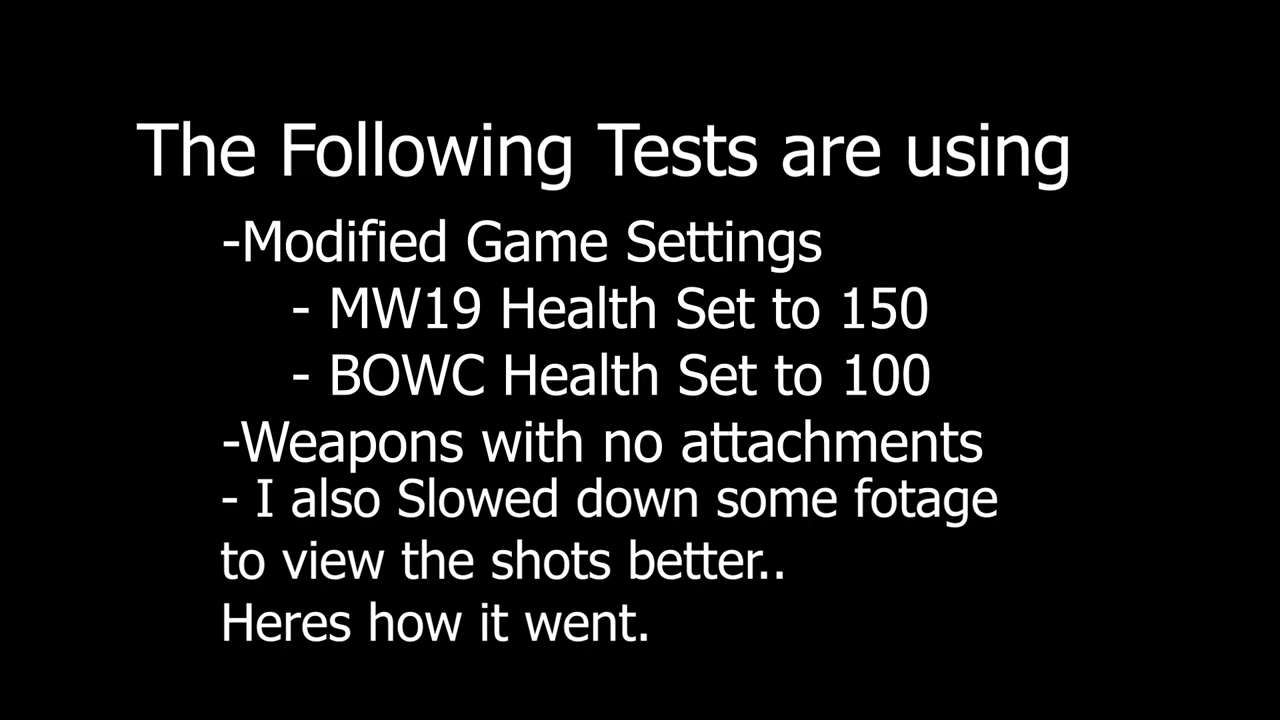 The Following Tests are using
-Modified Game Settings
- MW19 Health Set to 150
- BOWC Health Set to 100
-Weapons with no attachments
- I also Slowed down some fotage
to view the shots better..
Heres how it went.